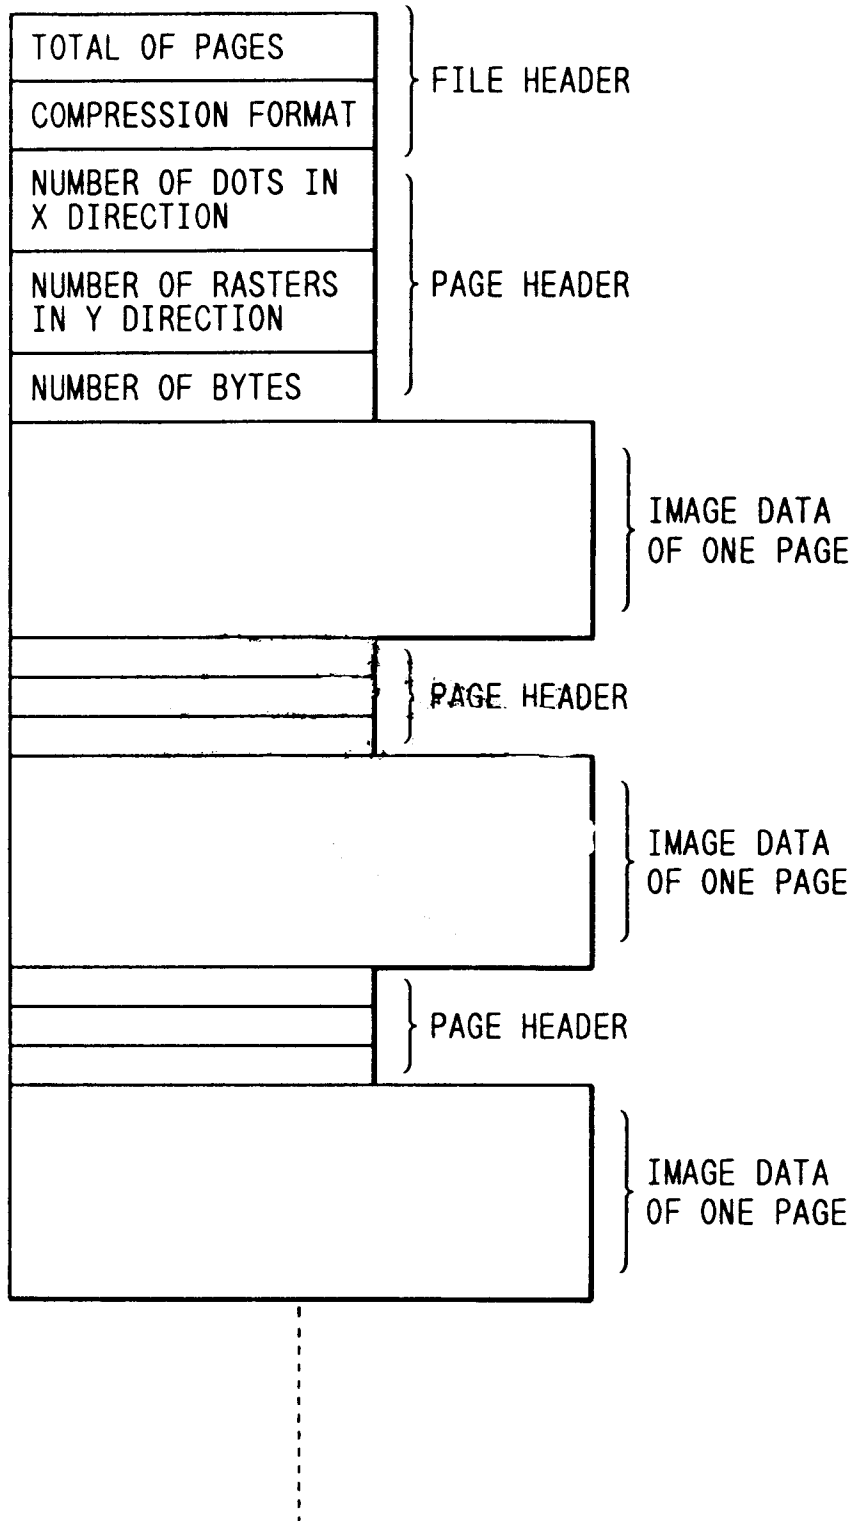 TOTAL OF PAGES
COMPRESSION FORMAT
FILE HEADER
NUMBER OF DOTS IN
X DIRECTION
NUMBER OF RASTERS
IN Y DIRECTION
NUMBER OF BYTES
PAGE HEADER
IMAGE DATA
OF ONE PAGE
PAGE HEADER
IMAGE DATA
OF ONE PAGE
PAGE HEADER
IMAGE DATA
OF ONE PAGE